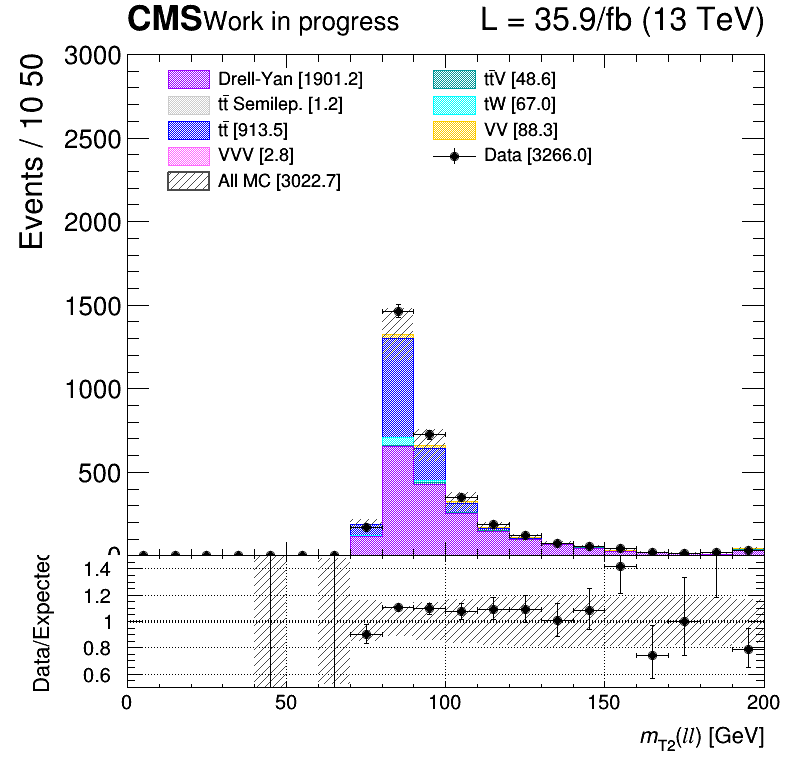 CMS Work in progress L = 35.9/fb (13 TeV)
Events / 10 50
3000
2500
2000
1500
1000
500
0
Drell-Yan [1901.2]
tt̄ Semilep. [1.2]
tt̄ [913.5]
VVV [2.8]
All MC [3022.7]
tt̄V [48.6]
tW [67.0]
VV [88.3]
Data [3266.0]
Data/Expected
1.4
1.2
1
0.8
0.6
0 50 100 150 200
m_T2(ll) [GeV]